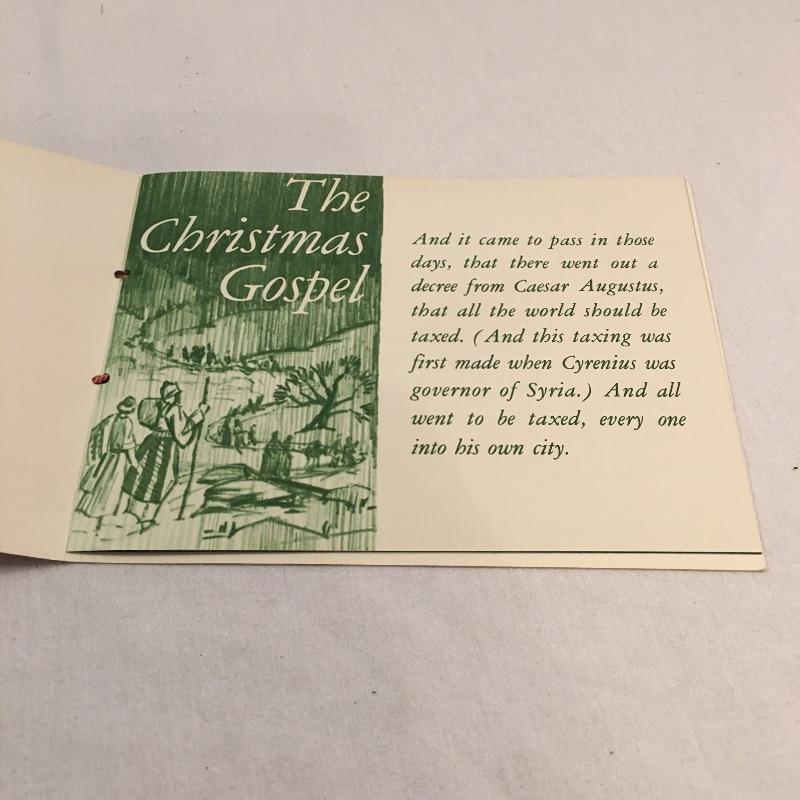 The
Christmas
Gospel
And it came to pass in those
days, that there went out a
decree from Caesar Augustus,
that all the world should be
taxed. (And this taxing was
first made when Cyrenius was
governor of Syria.) And all
went to be taxed, every one
into his own city.